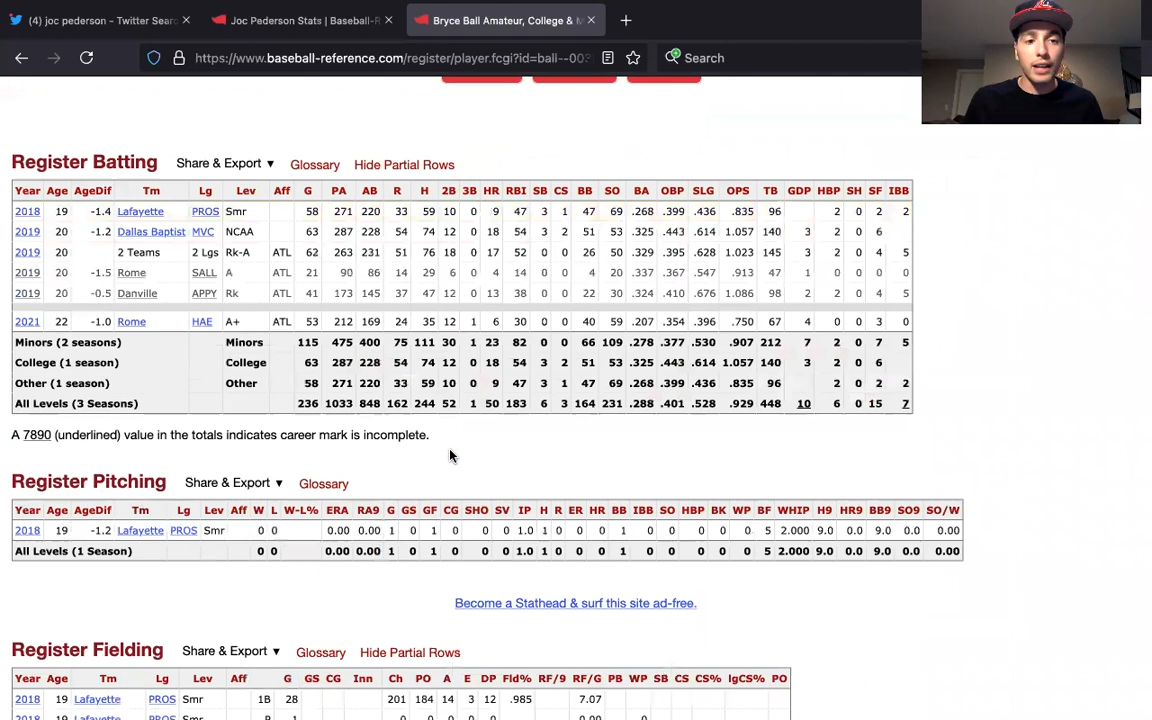 (4) joc pederson – Twitter Searc
Joc Pederson Stats | Baseball-R
Bryce Ball Amateur, College & M
https://www.baseball-reference.com/register/player.fcgi?id=ball--003
Search
Register Batting Share & Export ▼ Glossary Hide Partial Rows
Year Age AgeDif Tm Lg Lev Aff G PA AB R H 2B 3B HR RBI SB CS BB SO BA OBP SLG OPS TB GDP HBP SH SF IBB
2018 19 -1.4 Lafayette PROS Smr 58 271 220 33 59 10 0 9 47 3 1 47 69 .268 .399 .436 .835 96 2 0 2 2
2019 20 -1.2 Dallas Baptist MVC NCAA 63 287 228 54 74 12 0 18 54 3 2 51 53 .325 .443 .614 1.057 140 3 2 0 6
2019 20 2 Teams 2 Lgs Rk-A ATL 62 263 231 51 76 18 0 17 52 0 0 26 50 .329 .395 .628 1.023 145 3 2 0 4 5
2019 20 -1.5 Rome SALL A ATL 21 90 86 14 29 6 0 4 14 0 0 4 20 .337 .367 .547 .913 47 1 0 0 0 0
2019 20 -0.5 Danville APPY Rk ATL 41 173 145 37 47 12 0 13 38 0 0 22 30 .324 .410 .676 1.086 98 2 2 0 4 5
2021 22 -1.0 Rome HAE A+ ATL 53 212 169 24 35 12 1 6 30 0 0 40 59 .207 .354 .396 .750 67 4 0 0 3 0
Minors (2 seasons) Minors 115 475 400 75 111 30 1 23 82 0 0 66 109 .278 .377 .530 .907 212 7 2 0 7 5
College (1 season) College 63 287 228 54 74 12 0 18 54 3 2 51 53 .325 .443 .614 1.057 140 3 2 0 6
Other (1 season) Other 58 271 220 33 59 10 0 9 47 3 1 47 69 .268 .399 .436 .835 96 2 0 2 2
All Levels (3 Seasons) 236 1033 848 162 244 52 1 50 183 6 3 164 231 .288 .401 .528 .929 448 10 6 0 15 7
A 7890 (underlined) value in the totals indicates career mark is incomplete.
Register Pitching Share & Export ▼ Glossary
Year Age AgeDif Tm Lg Lev Aff W L W-L% ERA RA9 G GS GF CG SHO SV IP H R ER HR BB IBB SO HBP BK WP BF WHIP H9 HR9 BB9 SO9 SO/W
2018 19 -1.2 Lafayette PROS Smr 0 0 0.00 0.00 1 0 1 0 0 0 1.0 1 0 0 0 1 0 0 0 0 0 5 2.000 9.0 0.0 9.0 0.0 0.00
All Levels (1 Season) 0 0 0.00 0.00 1 0 1 0 0 0 1.0 1 0 0 0 1 0 0 0 0 0 5 2.000 9.0 0.0 9.0 0.0 0.00
Become a Stathead & surf this site ad-free.
Register Fielding Share & Export ▼ Glossary Hide Partial Rows
Year Age Tm Lg Lev Aff G GS CG Inn Ch PO A E DP Fld% RF/9 RF/G PB WP SB CS CS% lgCS% PO
2018 19 Lafayette PROS Smr 1B 28 201 184 14 3 12 .985 7.07